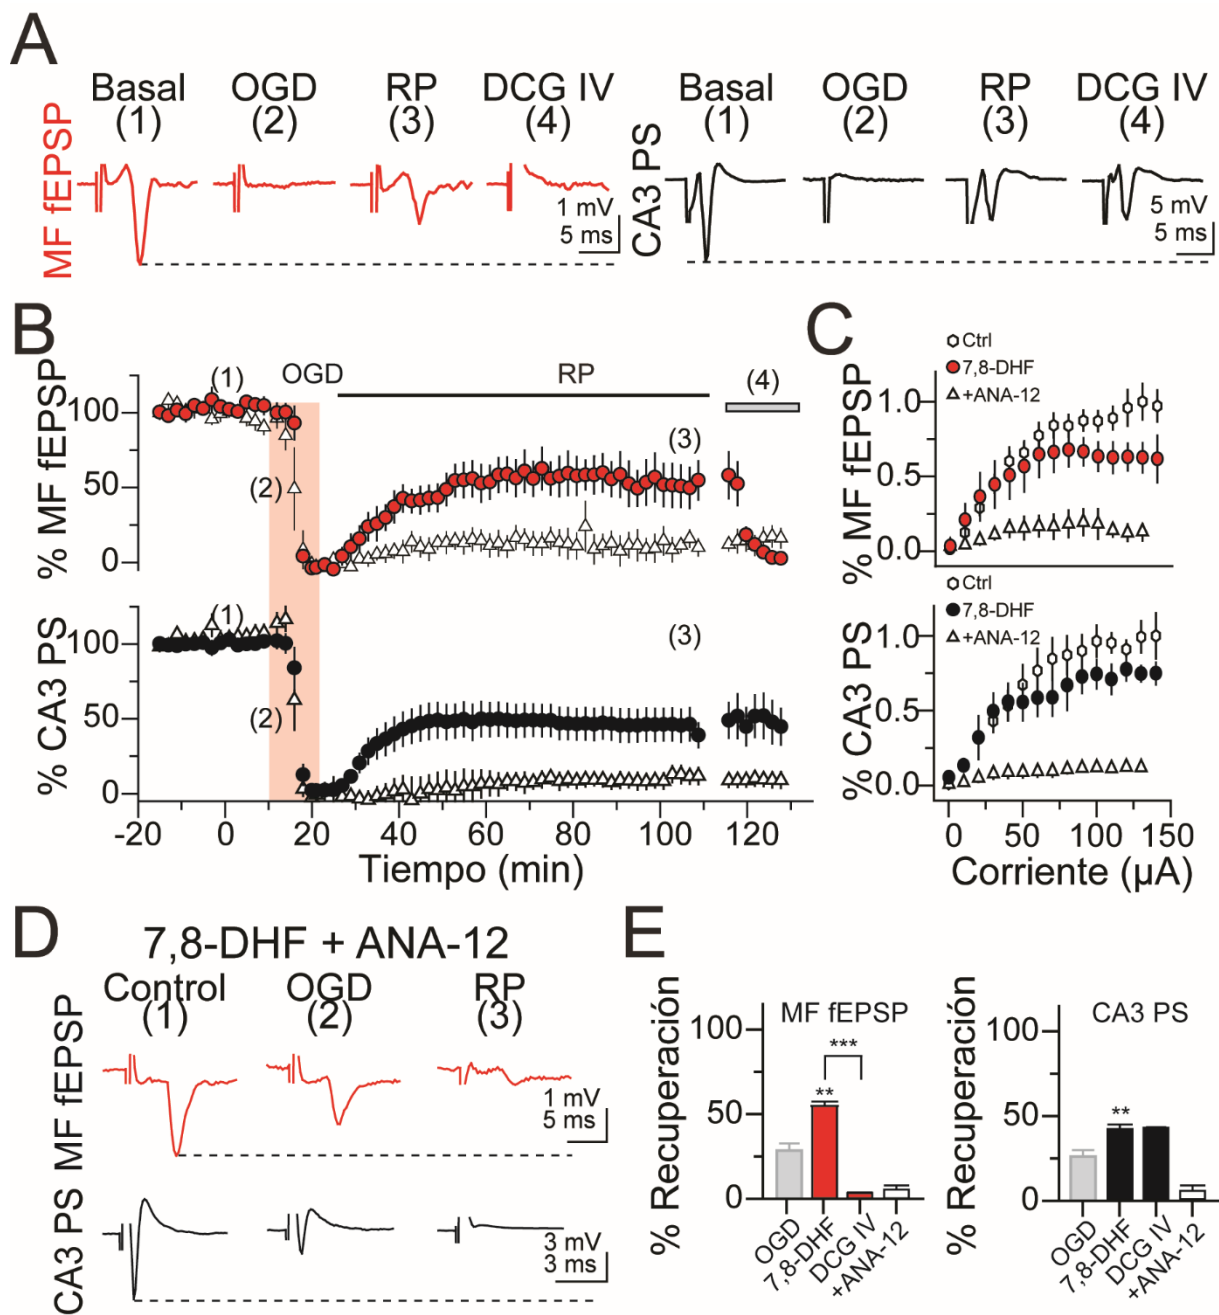 A
Basal OGD RP DCG IV
(1) (2) (3) (4)
MF fEPSP
1 mV
5 ms
Basal OGD RP DCG IV
(1) (2) (3) (4)
CA3 PS
5 mV
5 ms
B
% MF fEPSP
100
50
0
(1)
OGD
RP
(4)
(2)
(3)
% CA3 PS
100
50
0
(1)
(2)
(3)
-20 0 20 40 60 80 100 120
Tiempo (min)
C
% MF fEPSP
1.0
0.5
0.0
Ctrl
7,8-DHF
+ANA-12
% CA3 PS
1.0
0.5
0.0
Ctrl
7,8-DHF
+ANA-12
0 50 100 150
Corriente (µA)
D
7,8-DHF + ANA-12
Control OGD RP
(1) (2) (3)
MF fEPSP
1 mV
5 ms
CA3 PS
3 mV
3 ms
E
% Recuperación
MF fEPSP
100
50
0
***
**
OGD
7,8-DHF
DCG IV
+ANA-12
% Recuperación
CA3 PS
100
50
0
**
OGD
7,8-DHF
DCG IV
+ANA-12